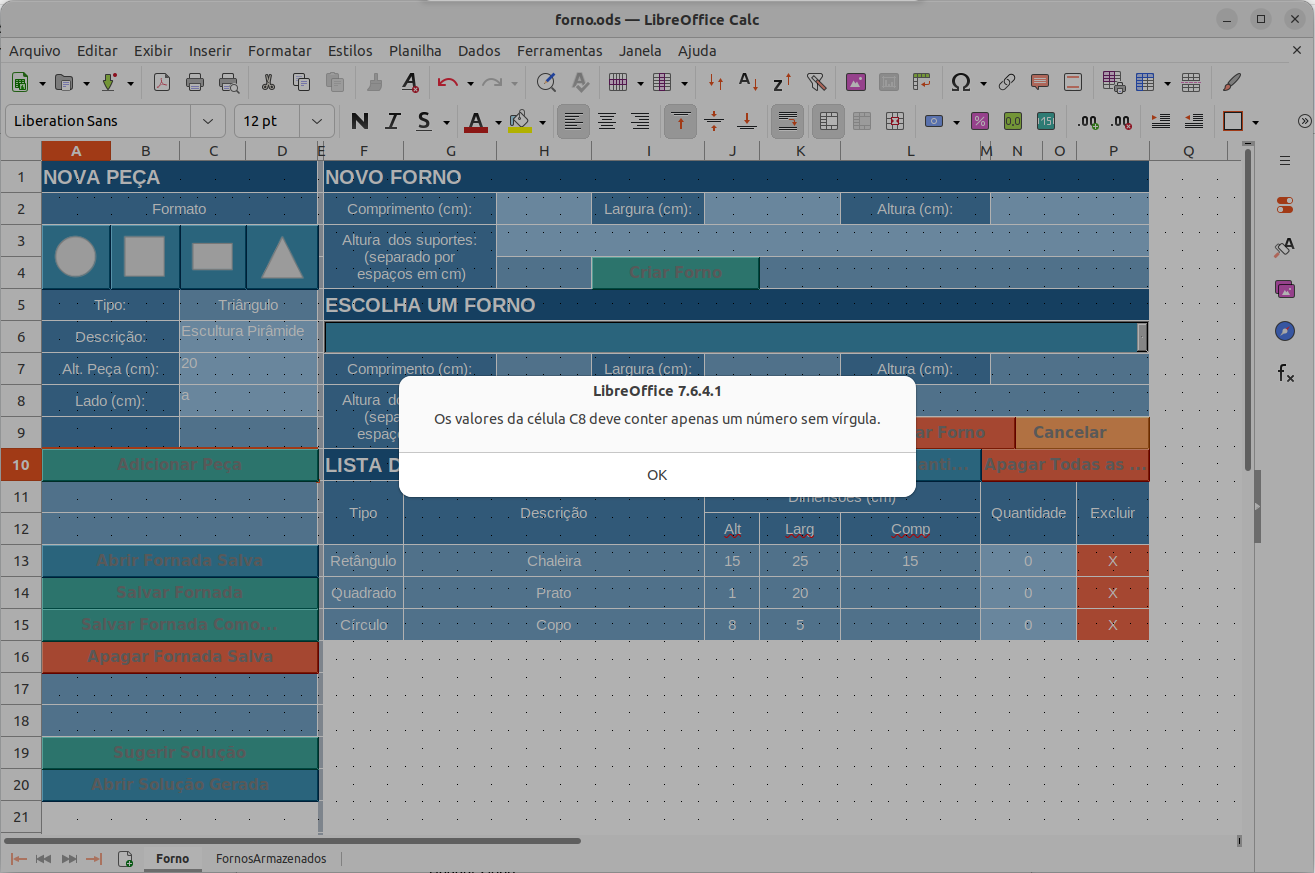 forno.ods — LibreOffice Calc
Arquivo Editar Exibir Inserir Formatar Estilos Planilha Dados Ferramentas Janela Ajuda
Liberation Sans 12 pt N I S A
A B C D E F G H I J K L M N O P Q
1 NOVA PEÇA NOVO FORNO
2 Formato Comprimento (cm): Largura (cm): Altura (cm):
3 Altura dos suportes:
(separado por
4 espaços em cm) Criar Forno
5 Tipo: Triângulo ESCOLHA UM FORNO
6 Descrição: Escultura Pirâmide
7 Alt. Peça (cm): 20 Comprimento (cm): Largura (cm): Altura (cm):
8 Lado (cm): a Altura
9 Forno Cancelar
10 Adicionar Peça LISTA Apagar Todas as ...
LibreOffice 7.6.4.1
Os valores da célula C8 deve conter apenas um número sem vírgula.
OK
11 Tipo Descrição Dimensões (cm) Quantidade Excluir
12 Alt Larg Comp
13 Abrir Fornada Salva Retângulo Chaleira 15 25 15 0 X
14 Salvar Fornada Quadrado Prato 1 20 0 X
15 Salvar Fornada Como... Círculo Copo 8 5 0 X
16 Apagar Fornada Salva
17
18
19 Sugerir Solução
20 Abrir Solução Gerada
21
Forno FornosArmazenados